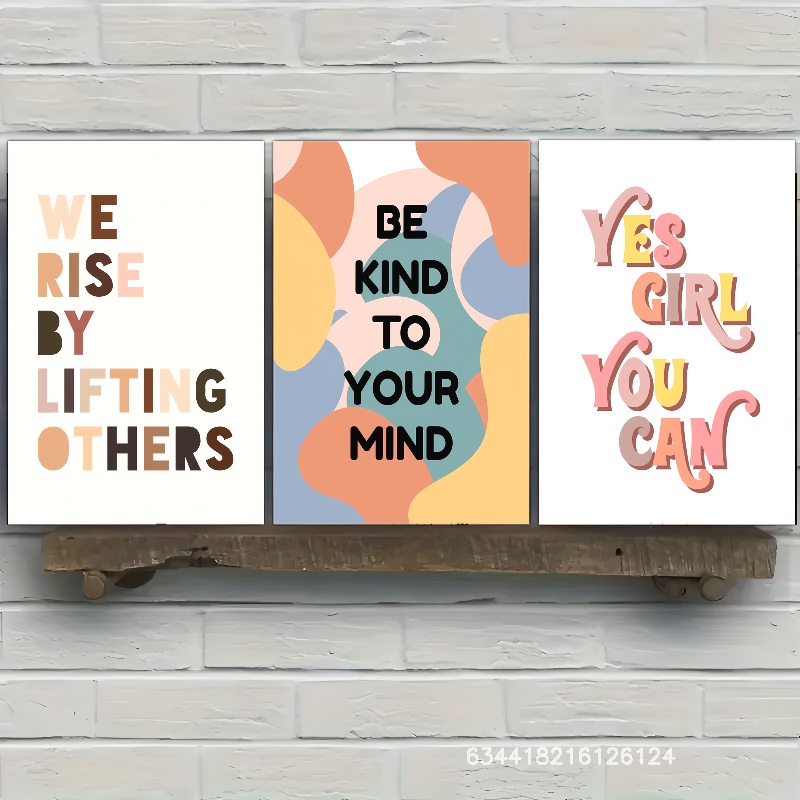 WE
RISE
BY
LIFTING
OTHERS
BE
KIND
TO
YOUR
MIND
YES
GIRL
YOU
CAN
634418216126124